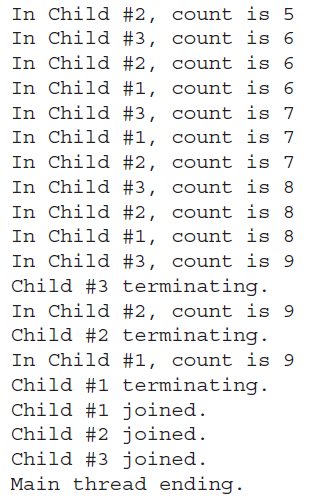 In Child #2, count is 5
In Child #3, count is 6
In Child #2, count is 6
In Child #1, count is 6
In Child #3, count is 7
In Child #1, count is 7
In Child #2, count is 7
In Child #3, count is 8
In Child #2, count is 8
In Child #1, count is 8
In Child #3, count is 9
Child #3 terminating.
In Child #2, count is 9
Child #2 terminating.
In Child #1, count is 9
Child #1 terminating.
Child #1 joined.
Child #2 joined.
Child #3 joined.
Main thread ending.